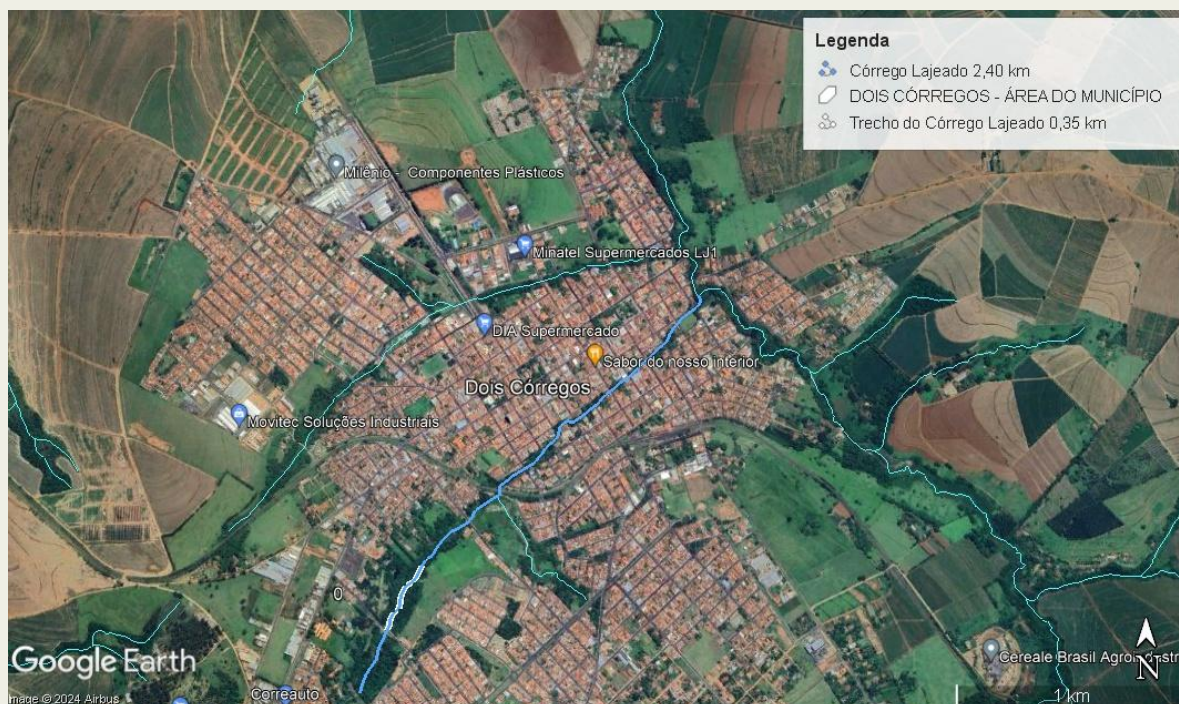 Legenda
Córrego Lajeado 2,40 km
DOIS CÓRREGOS - ÁREA DO MUNICÍPIO
Trecho do Córrego Lajeado 0,35 km
Milênio - Componentes Plásticos
Minatel Supermercados LJ1
DIA Supermercado
Sabor do nosso interior
Dois Córregos
Movitec Soluções Industriais
0
Google Earth
Image © 2024 Airbus
Correauto
Cereale Brasil Agroindustr
N
1 km